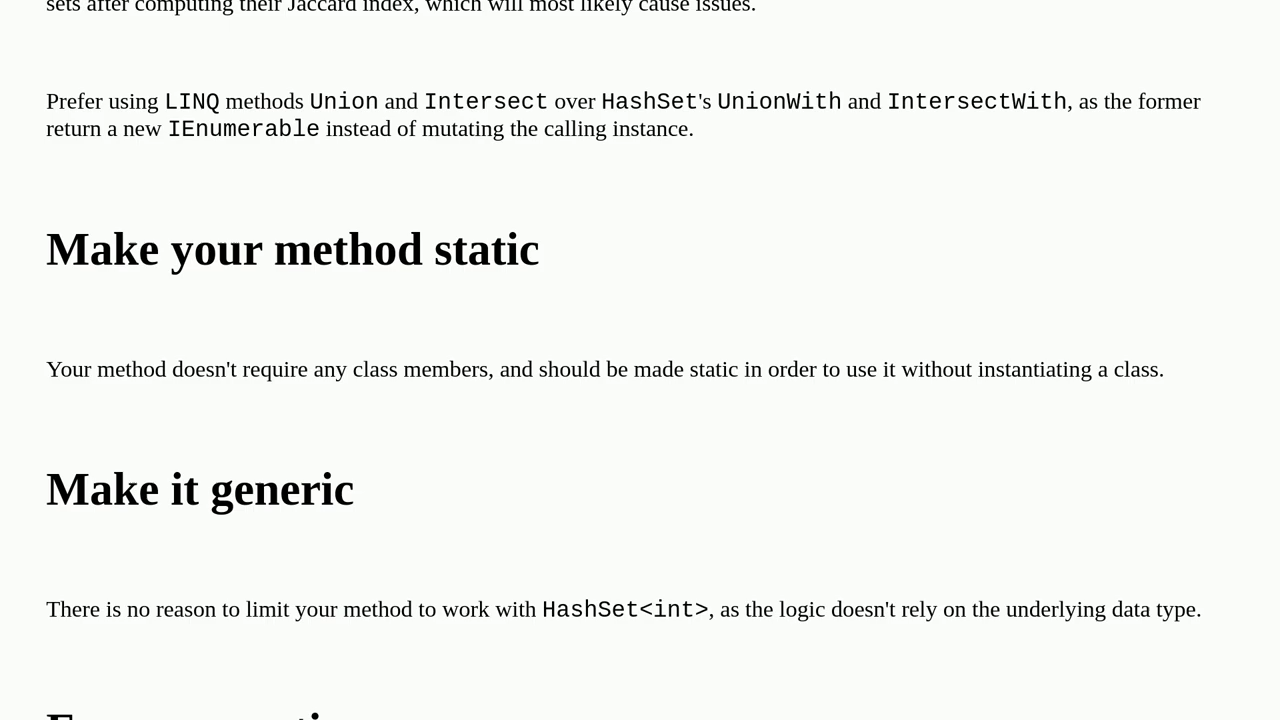 sets after computing their Jaccard index, which will most likely cause issues.
Prefer using LINQ methods Union and Intersect over HashSet's UnionWith and IntersectWith, as the former
return a new IEnumerable instead of mutating the calling instance.
Make your method static
Your method doesn't require any class members, and should be made static in order to use it without instantiating a class.
Make it generic
There is no reason to limit your method to work with HashSet<int>, as the logic doesn't rely on the underlying data type.